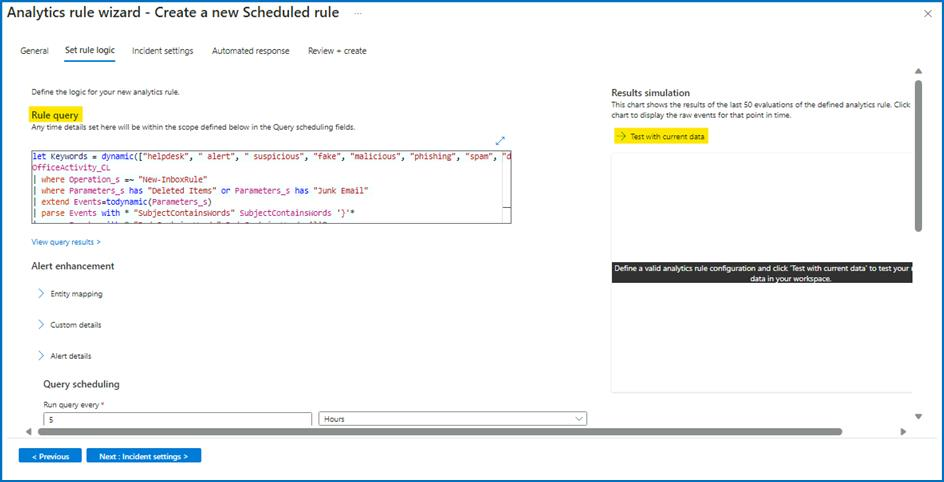 Analytics rule wizard - Create a new Scheduled rule ...
General Set rule logic Incident settings Automated response Review + create
Define the logic for your new analytics rule.
Rule query
Any time details set here will be within the scope defined below in the Query scheduling fields.
let Keywords = dynamic(["helpdesk", " alert", " suspicious", "fake", "malicious", "phishing", "spam", "d
OfficeActivity_CL
| where Operation_s =~ "New-InboxRule"
| where Parameters_s has "Deleted Items" or Parameters_s has "Junk Email"
| extend Events=todynamic(Parameters_s)
| parse Events with * "SubjectContainsWords" SubjectContainsWords '}'*
View query results >
Alert enhancement
Entity mapping
Custom details
Alert details
Query scheduling
Run query every *
5 Hours
Results simulation
This chart shows the results of the last 50 evaluations of the defined analytics rule. Click
chart to display the raw events for that point in time.
Test with current data
Define a valid analytics rule configuration and click 'Test with current data' to test your
data in your workspace.
< Previous Next : Incident settings >